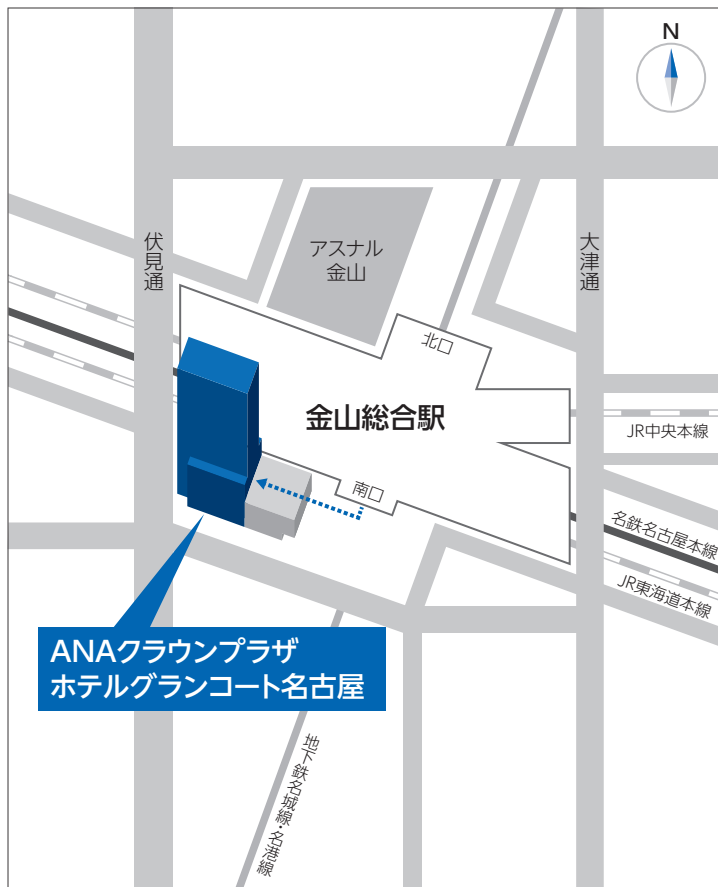 N
伏見通
アスナル
金山
大津通
北口
金山総合駅
JR中央本線
南口
名鉄名古屋本線
JR東海道本線
ANAクラウンプラザ
ホテルグランコート名古屋
地下鉄名城線・名港線